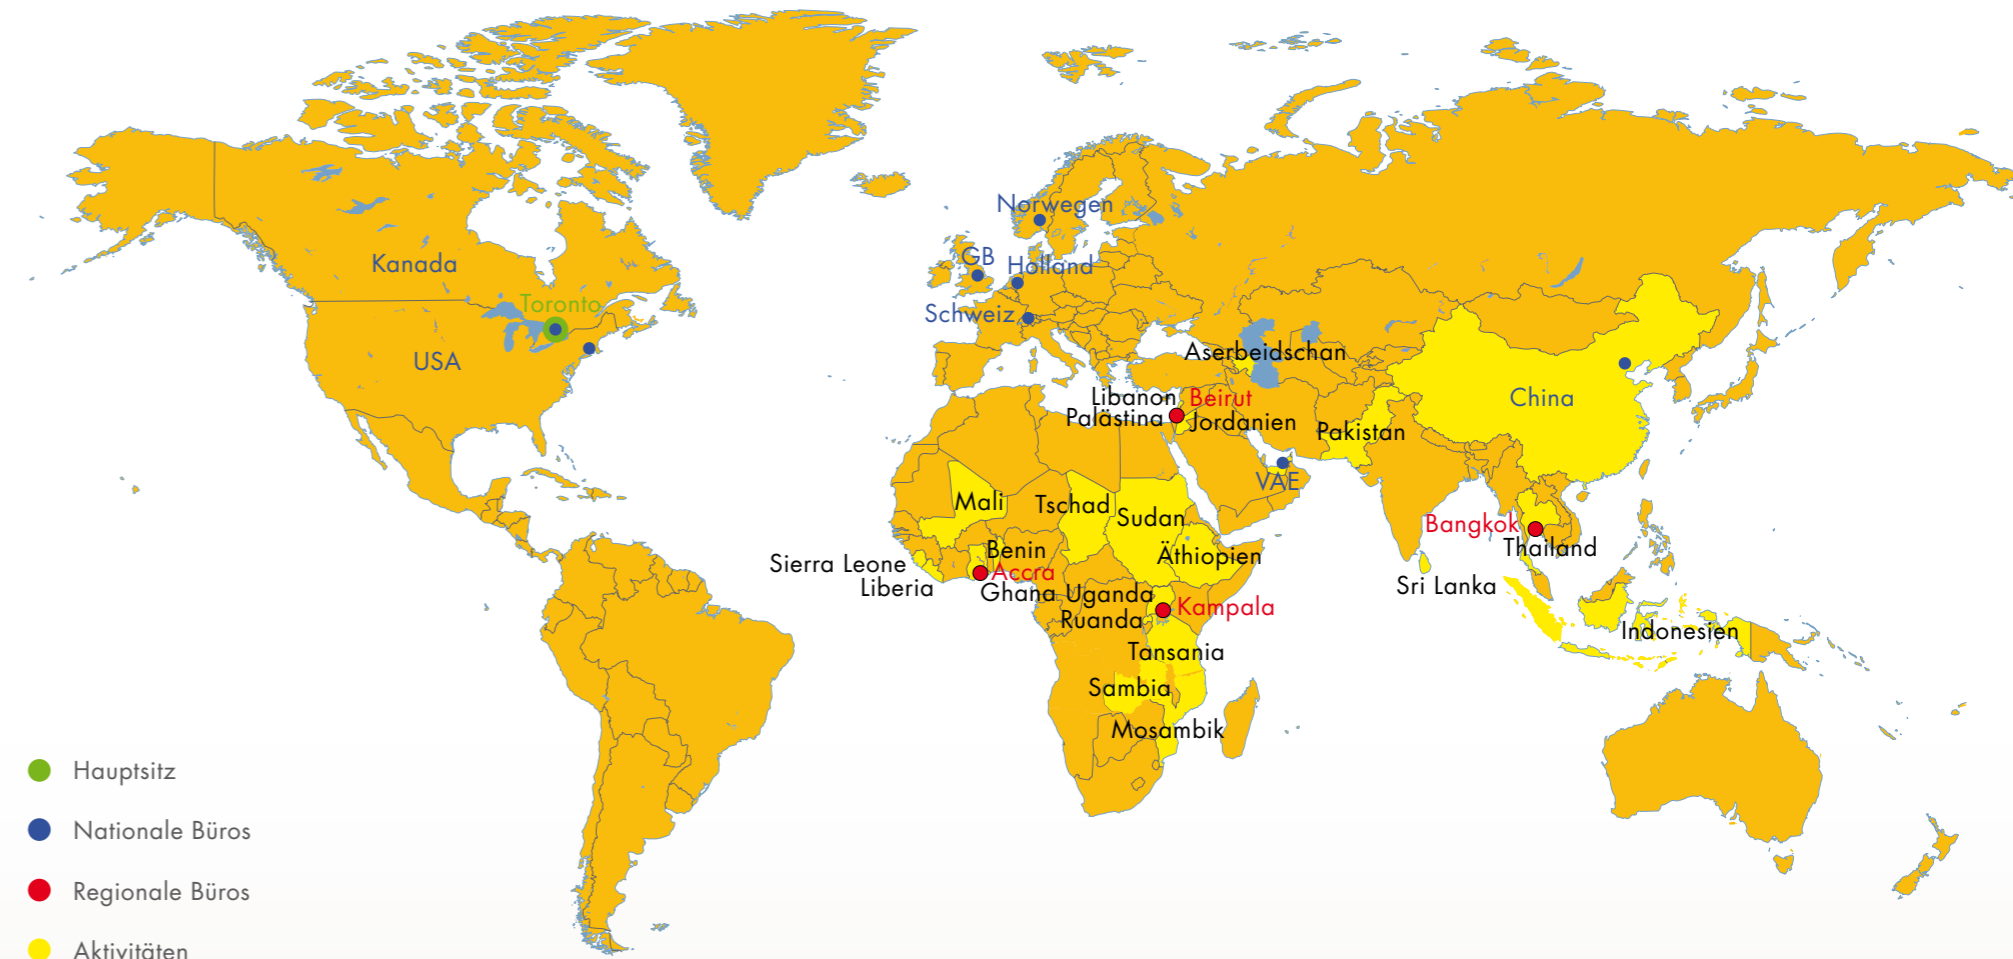 Norwegen
GB
Holland
Kanada
Toronto
Schweiz
USA
Aserbeidschan
Libanon
Beirut
Palästina
Jordanien
Pakistan
China
VAE
Mali
Tschad
Sudan
Bangkok
Thailand
Benin
Äthiopien
Sierra Leone
Accra
Liberia
Ghana
Uganda
Sri Lanka
Kampala
Ruanda
Indonesien
Tansania
Sambia
Mosambik
Hauptsitz
Nationale Büros
Regionale Büros
Aktivitäten